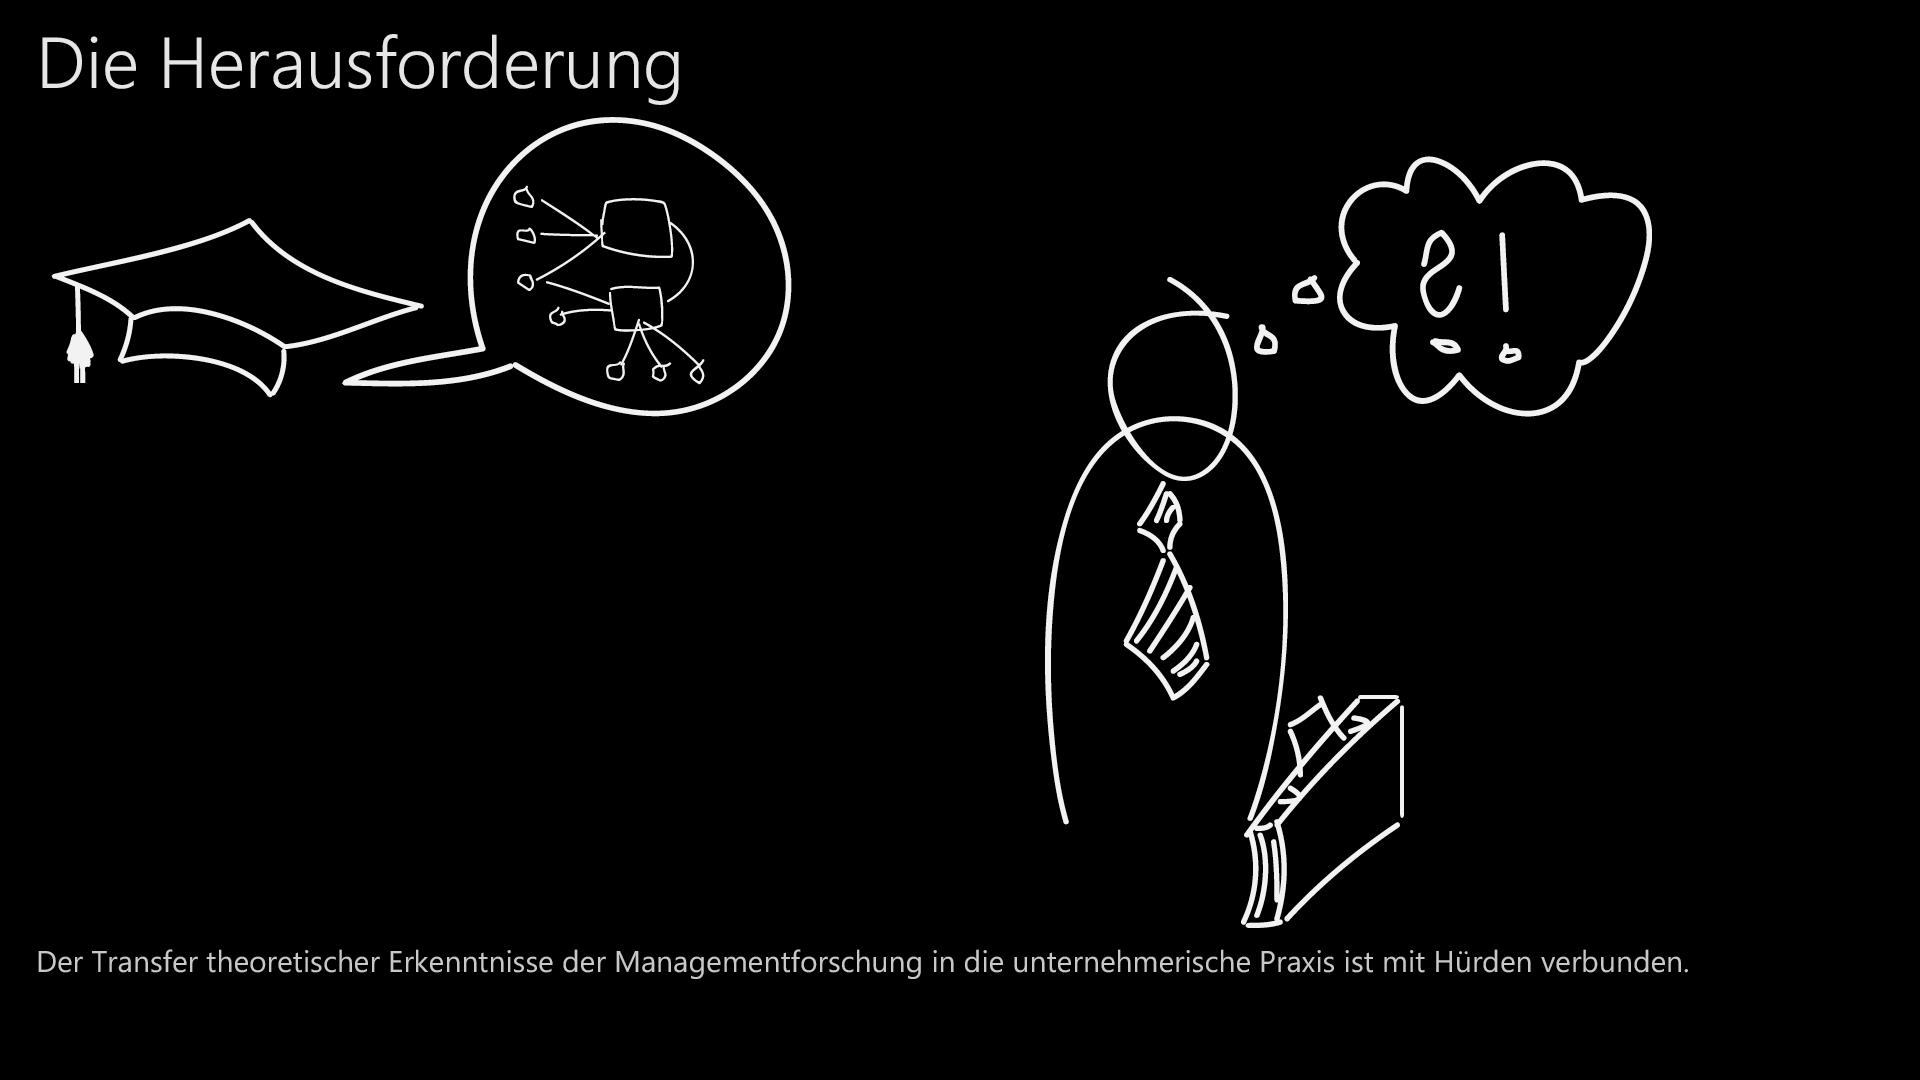 Die Herausforderung
?!
Der Transfer theoretischer Erkenntnisse der Managementforschung in die unternehmerische Praxis ist mit Hürden verbunden.